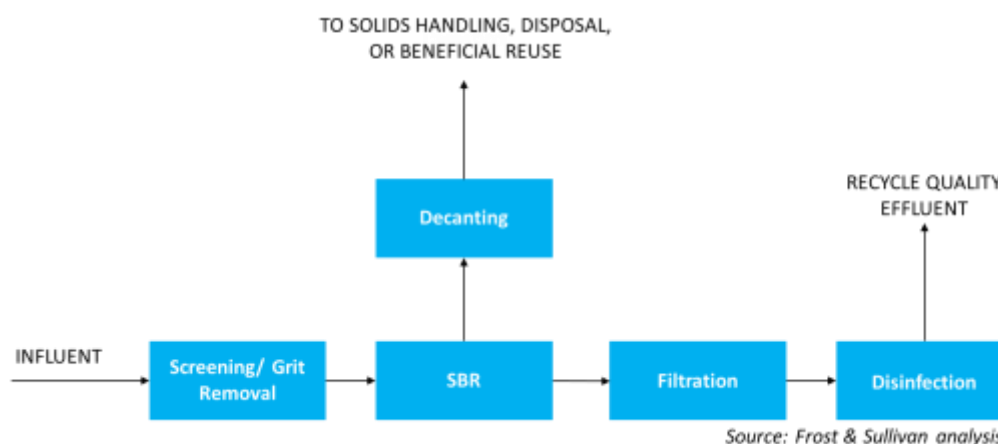 TO SOLIDS HANDLING, DISPOSAL,
OR BENEFICIAL REUSE
Decanting
RECYCLE QUALITY
EFFLUENT
INFLUENT
Screening/ Grit
Removal
SBR
Filtration
Disinfection
Source: Frost & Sullivan analysis